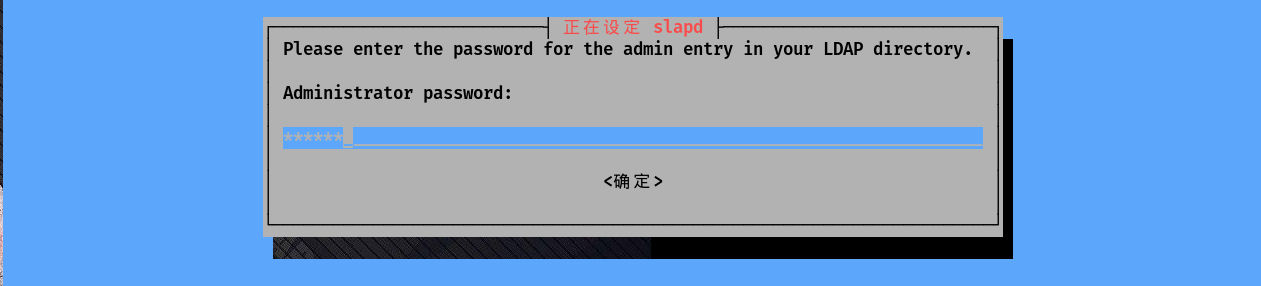 正在设定 slapd
Please enter the password for the admin entry in your LDAP directory.
Administrator password:
******_
<确定>